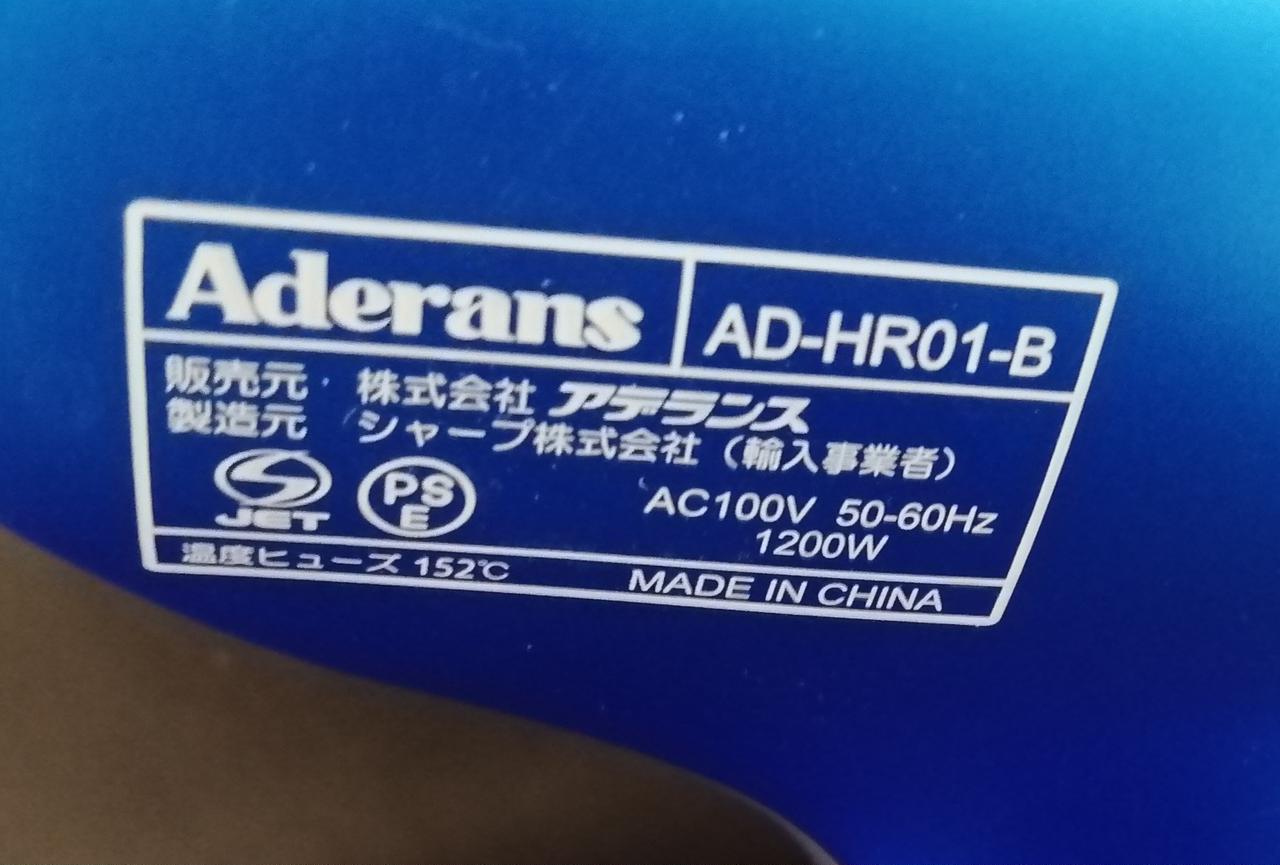 Aderans AD-HR01-B
販売元 株式会社 アデランス
製造元 シャープ株式会社（輸入事業者）
JET PSE AC100V 50-60Hz
1200W
温度ヒューズ 152℃ MADE IN CHINA